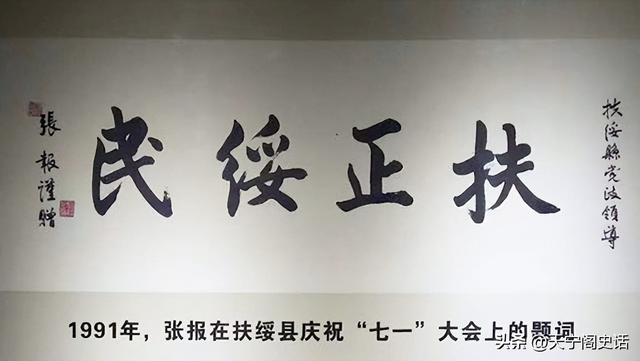 扶绥縣党政領導
扶正绥民
張報謹贈
1991年，张报在扶绥县庆祝“七一”大会上的题词
头条 @天宁阁史话